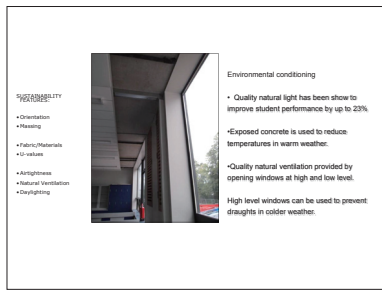 SUSTAINABILITY
FEATURES:
• Orientation
• Massing
• Fabric/Materials
• U-values
• Airtightness
• Natural Ventilation
• Daylighting
Environmental conditioning
• Quality natural light has been show to
improve student performance by up to 23%
•Exposed concrete is used to reduce
temperatures in warm weather.
•Quality natural ventilation provided by
opening windows at high and low level.
High level windows can be used to prevent
draughts in colder weather.